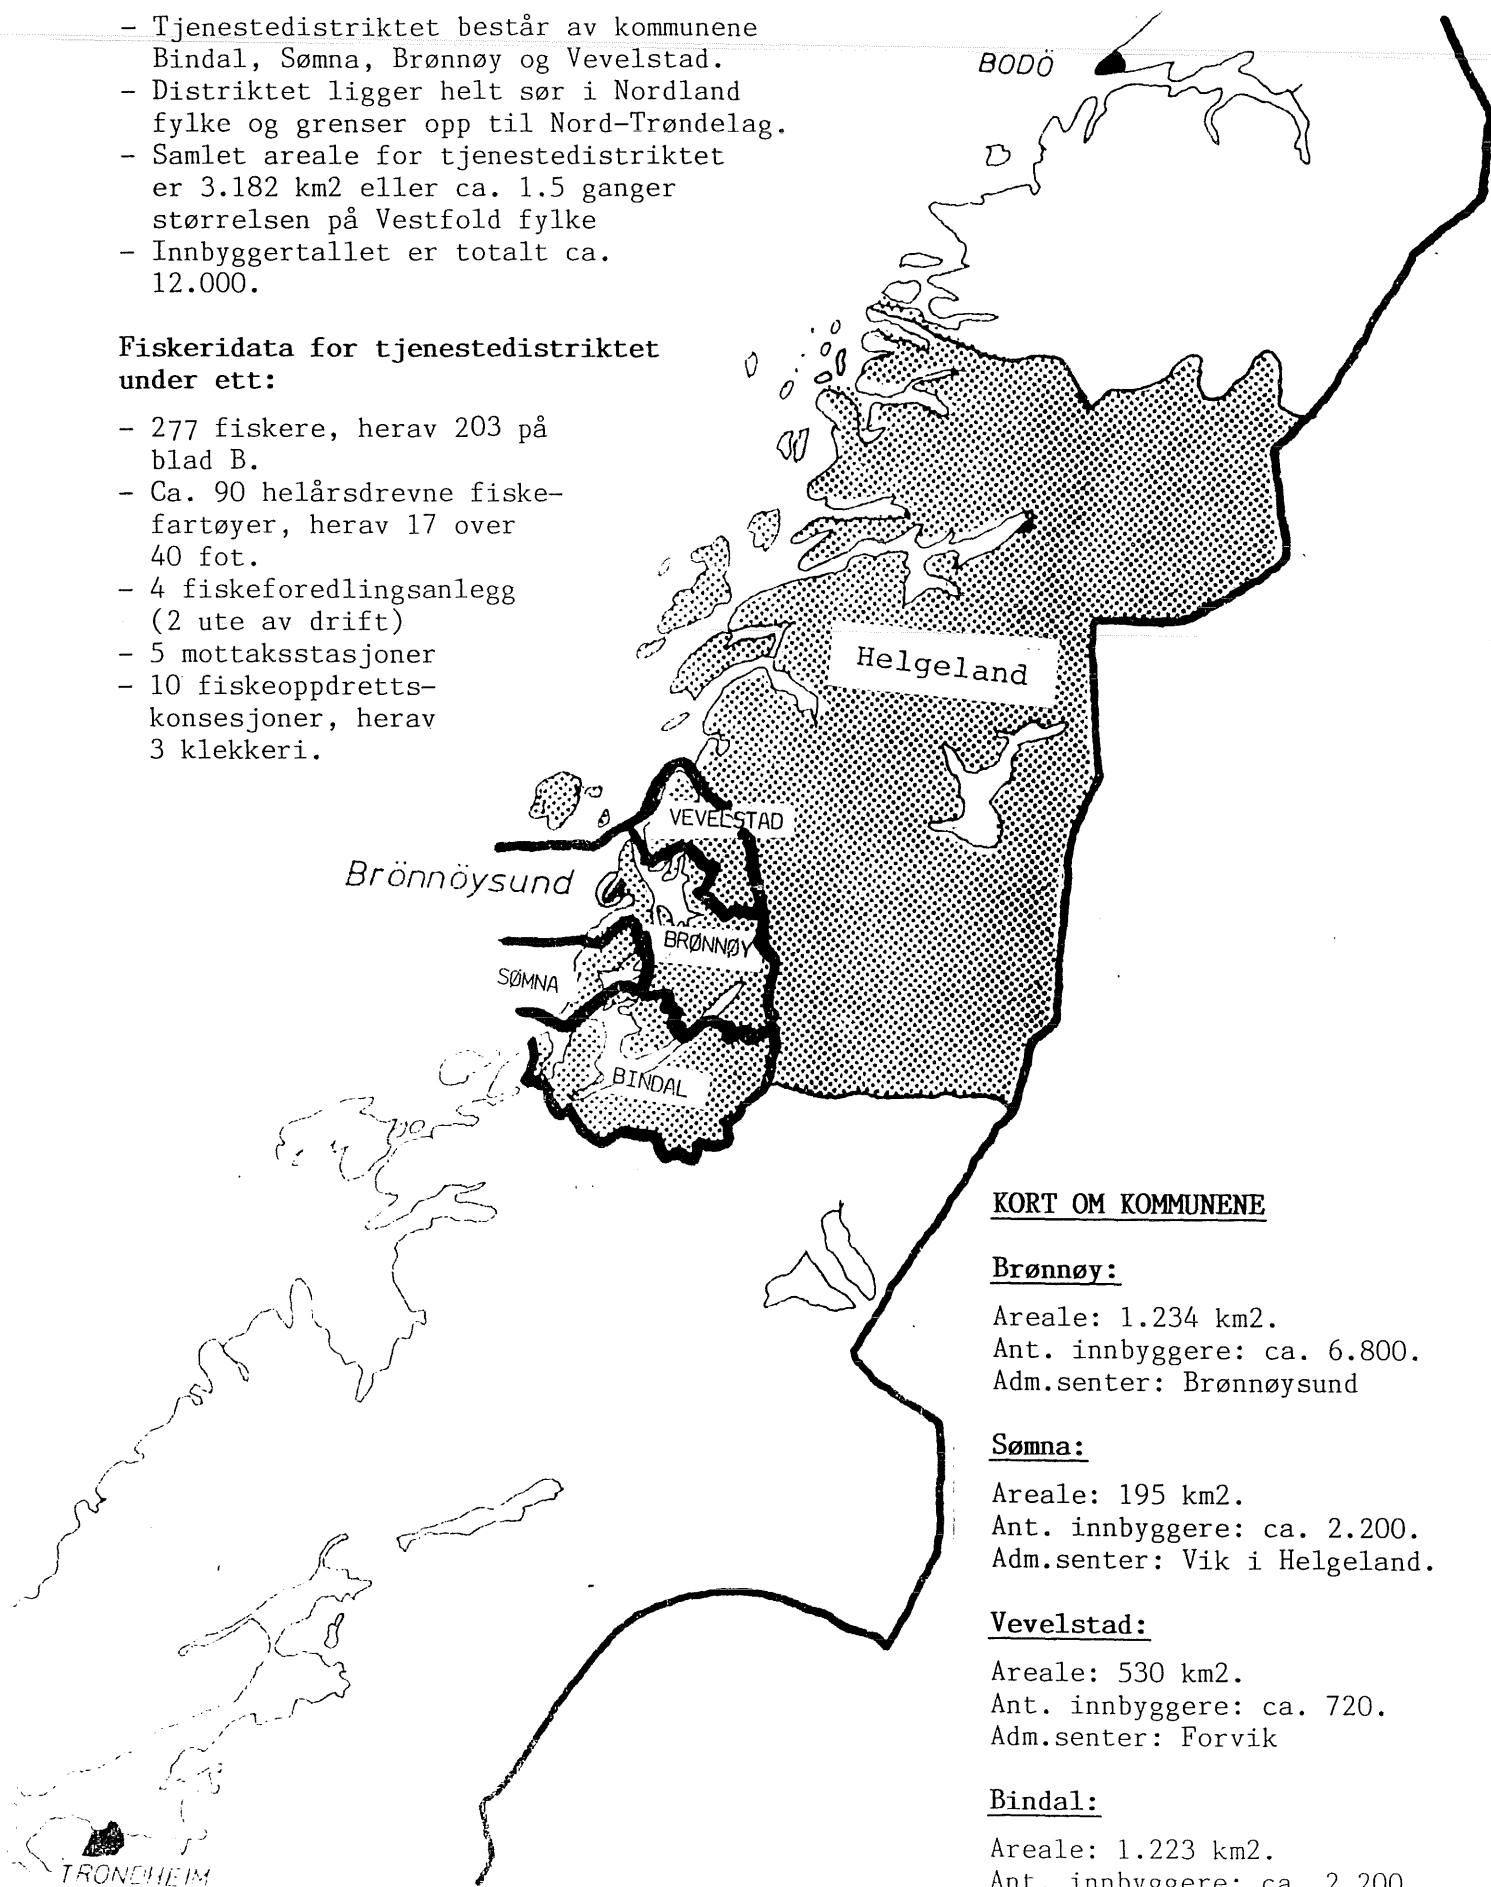 - Tjenestedistriktet består av kommunene
Bindal, Sømna, Brønnøy og Vevelstad.
- Distriktet ligger helt sør i Nordland
fylke og grenser opp til Nord-Trøndelag.
- Samlet areale for tjenestedistriktet
er 3.182 km2 eller ca. 1.5 ganger
størrelsen på Vestfold fylke
- Innbyggertallet er totalt ca.
12.000.
Fiskeridata for tjenestedistriktet
under ett:
- 277 fiskere, herav 203 på
blad B.
- Ca. 90 helårsdrevne fiske-
fartøyer, herav 17 over
40 fot.
- 4 fiskeforedlingsanlegg
(2 ute av drift)
- 5 mottaksstasjoner
- 10 fiskeoppdretts-
konsesjoner, herav
3 klekkeri.
BODÖ
Helgeland
VEVELSTAD
Brönnöysund
BRØNNØY
SØMNA
BINDAL
TRONDHEIM
KORT OM KOMMUNENE
Brønnøy:
Areale: 1.234 km2.
Ant. innbyggere: ca. 6.800.
Adm.senter: Brønnøysund
Sømna:
Areale: 195 km2.
Ant. innbyggere: ca. 2.200.
Adm.senter: Vik i Helgeland.
Vevelstad:
Areale: 530 km2.
Ant. innbyggere: ca. 720.
Adm.senter: Forvik
Bindal:
Areale: 1.223 km2.
Ant. innbyggere: ca. 2.200